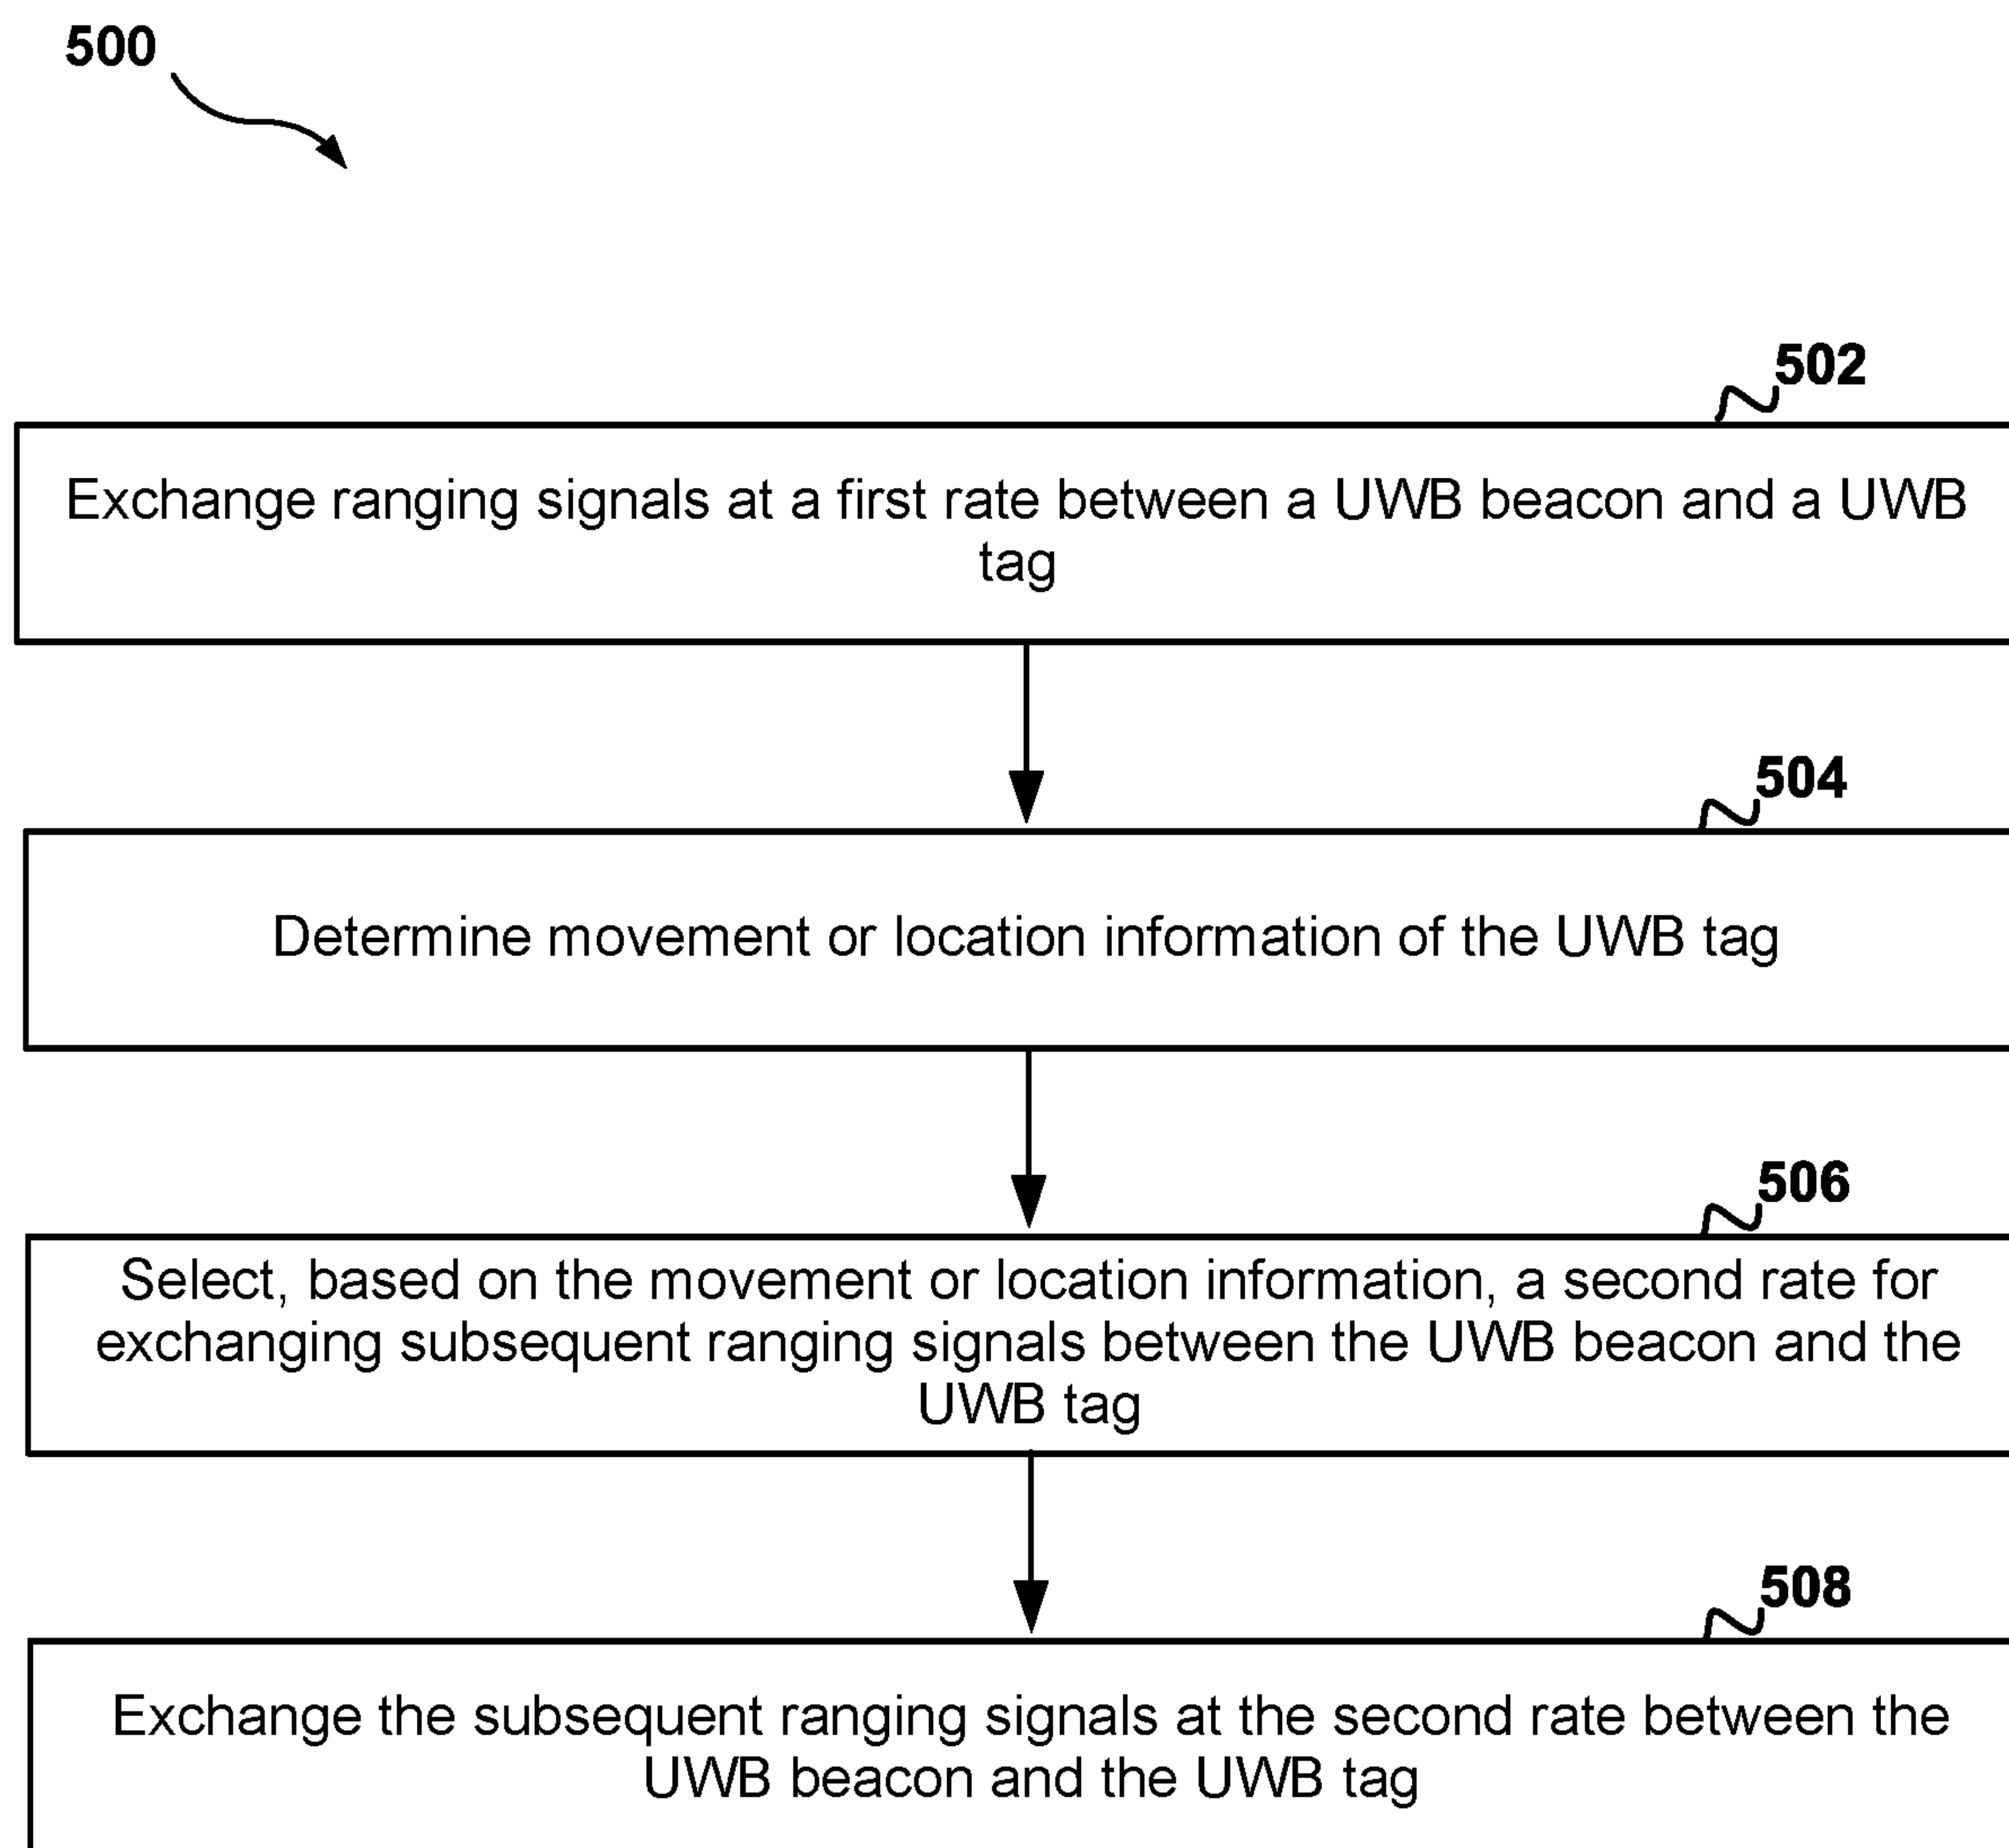 500
502
Exchange ranging signals at a first rate between a UWB beacon and a UWB
tag
504
Determine movement or location information of the UWB tag
506
Select, based on the movement or location information, a second rate for
exchanging subsequent ranging signals between the UWB beacon and the
UWB tag
508
Exchange the subsequent ranging signals at the second rate between the
UWB beacon and the UWB tag